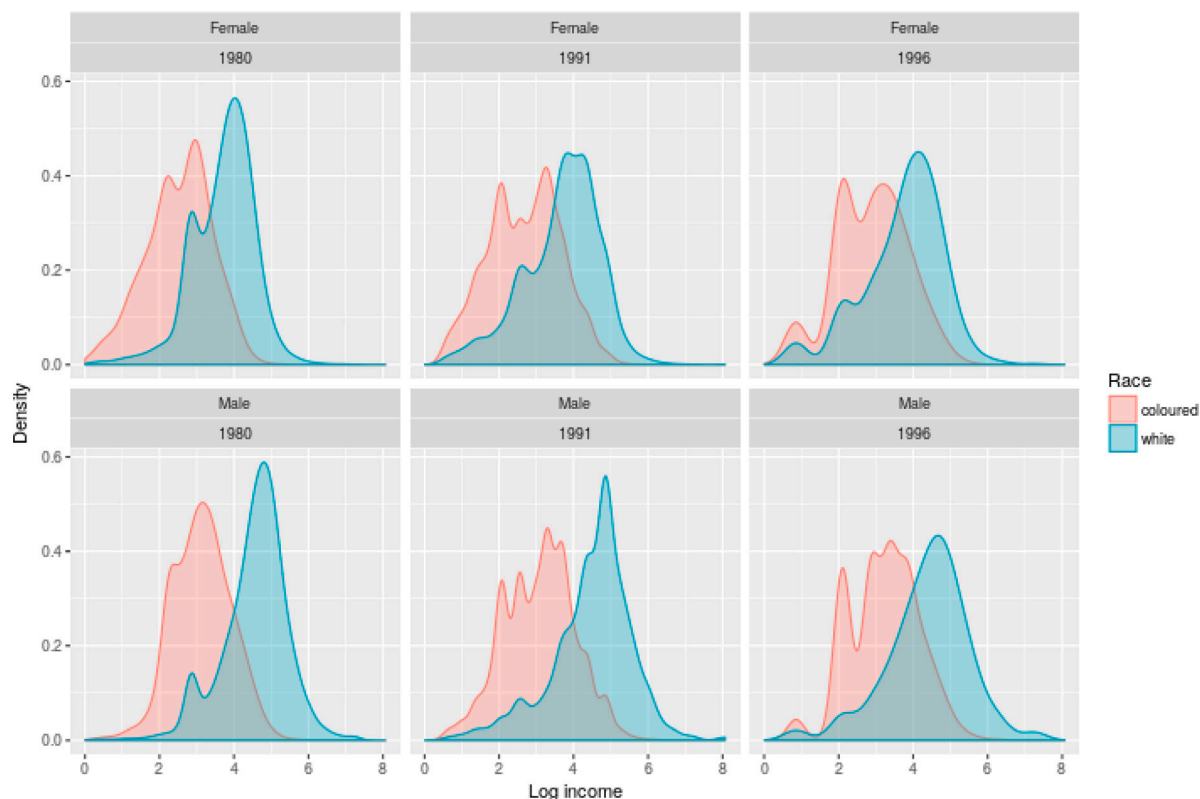 Female Female Female
1980 1991 1996
0.6
0.4
0.2
0.0
Male Male Male
1980 1991 1996
0.6
0.4
0.2
0.0
0 2 4 6 8 0 2 4 6 8 0 2 4 6 8
Log income
Density
Race
coloured
white